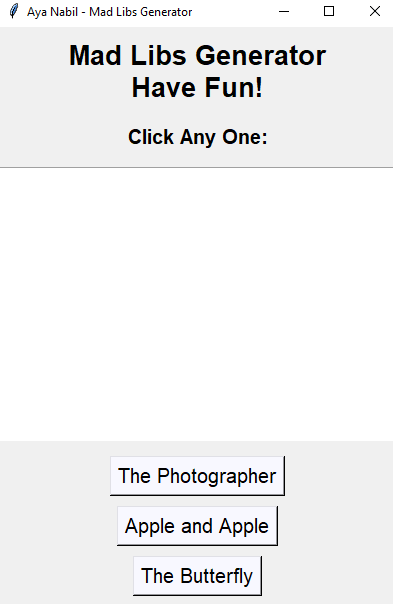 Aya Nabil - Mad Libs Generator
Mad Libs Generator
Have Fun!
Click Any One:
The Photographer
Apple and Apple
The Butterfly